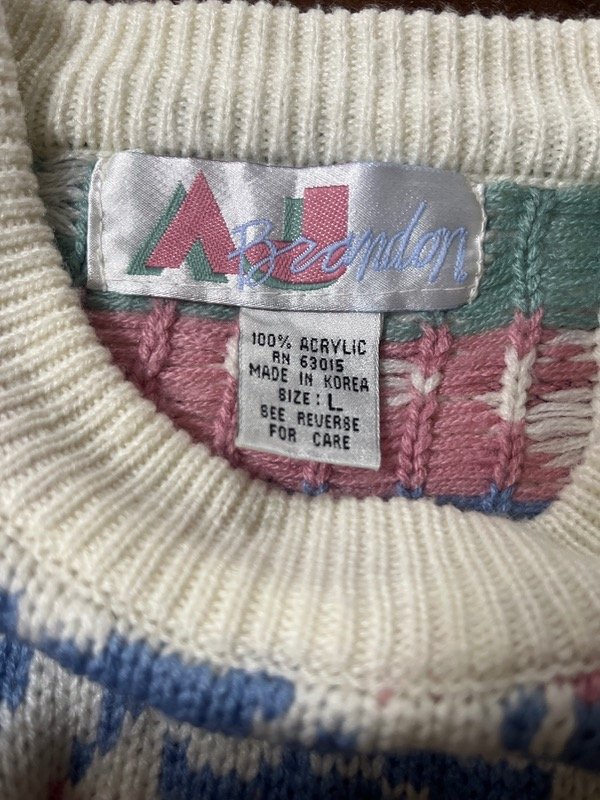 AJ Brandon
100% ACRYLIC
RN 63015
MADE IN KOREA
SIZE: L
SEE REVERSE
FOR CARE